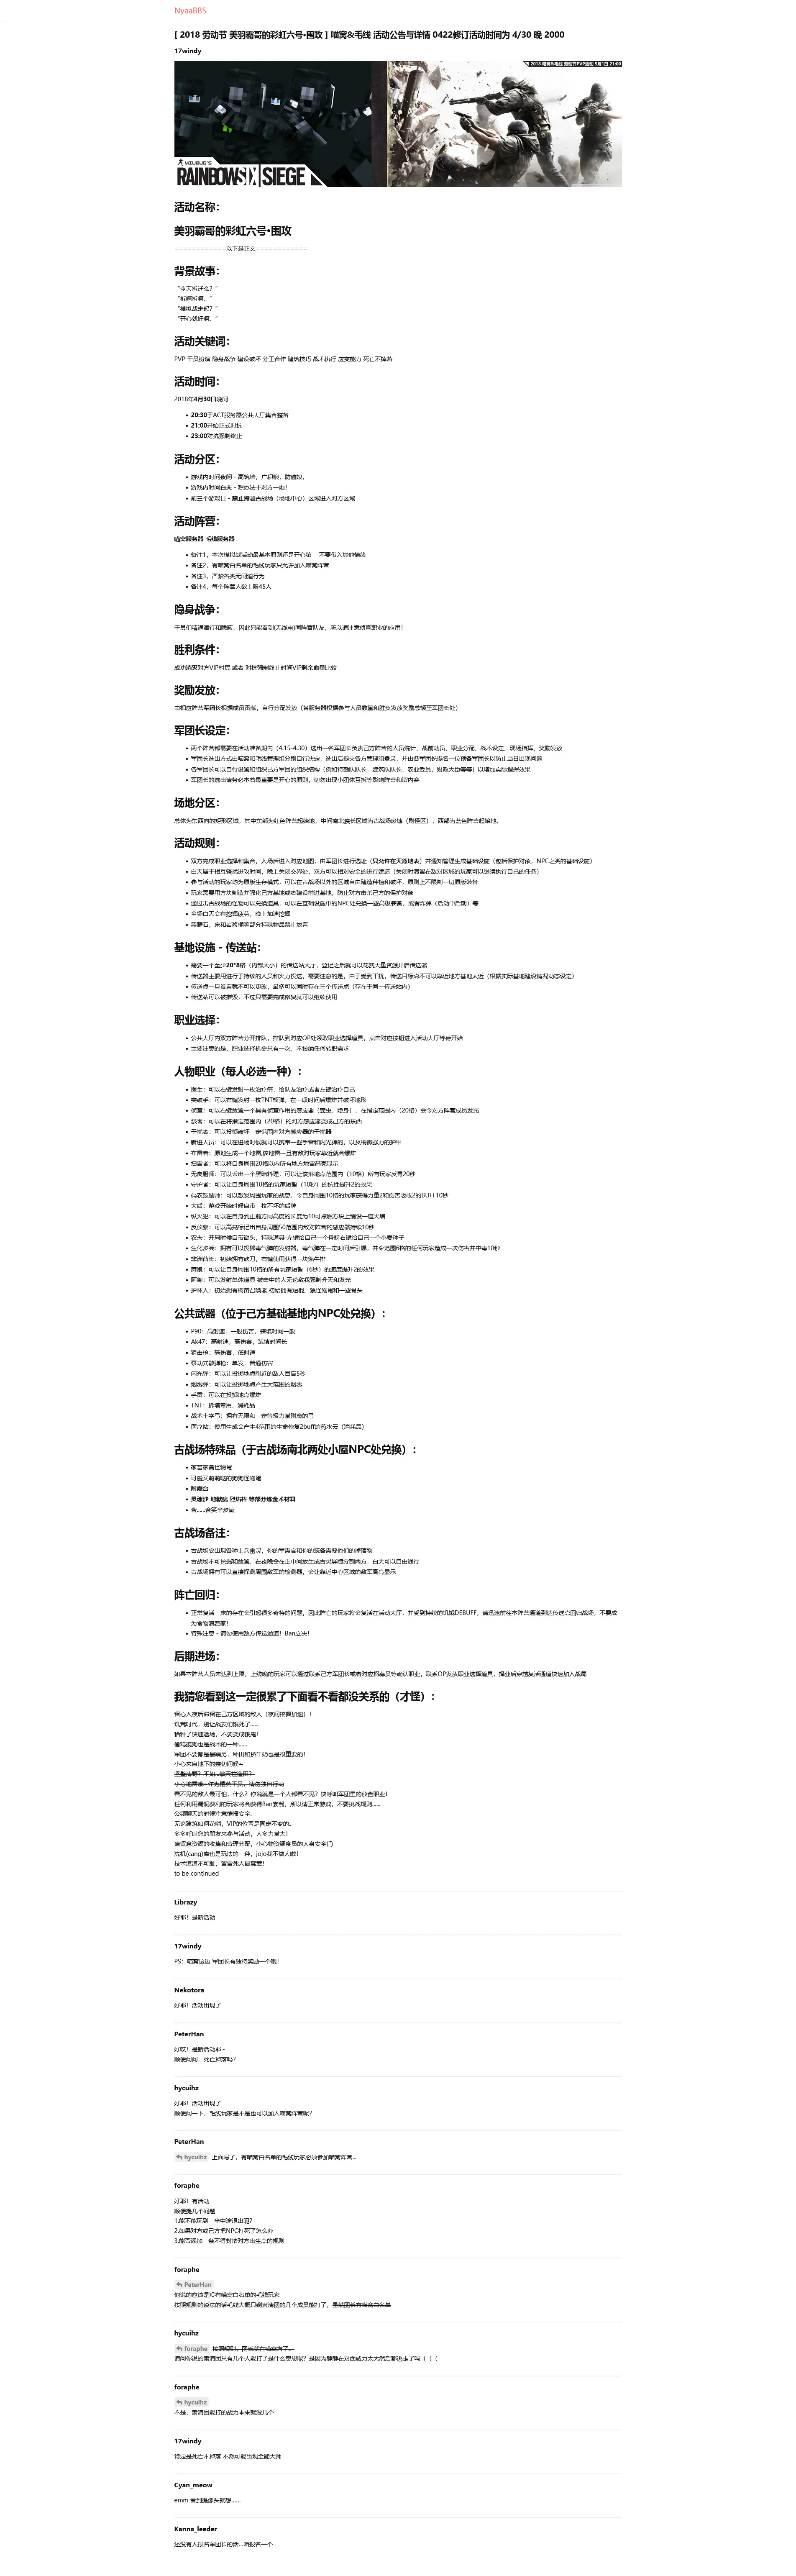 NyaaBBS
[ 2018 劳动节 美羽霸哥的彩虹六号•围攻 ] 喵窝&毛线 活动公告与详情 0422修订活动时间为 4/30 晚 2000
17windy
2018 喵窝&毛线 劳动节PVP活动 5月1日 21:00
MIUBUG'S
RAINBOWSIX SIEGE
活动名称：
美羽霸哥的彩虹六号•围攻
============以下是正文============
背景故事：
“今天拆迁么？”
“拆啊拆啊。”
“模拟战走起？”
“开心就好啊。”
活动关键词：
PVP 干员扮演 隐身战争 建设破坏 分工合作 建筑技巧 战术执行 应变能力 死亡不掉落
活动时间：
2018年4月30日晚间
20:30于ACT服务器公共大厅集合整备
21:00开始正式对抗
23:00对抗强制终止
活动分区：
游戏内时间夜间 - 高筑墙，广积粮，防偷娘。
游戏内时间白天 - 想办法干对方一炮！
前三个游戏日 - 禁止跨越古战场（场地中心）区域进入对方区域
活动阵营：
喵窝服务器 毛线服务器
备注1，本次模拟战活动最基本原则还是开心第一 不要带入其他情绪
备注2，有喵窝白名单的毛线玩家只允许加入喵窝阵营
备注3，严禁各类无间道行为
备注4，每个阵营人数上限45人
隐身战争：
干员们精通潜行和隐蔽，因此只能看到(无线电)同阵营队友，所以请注意侦查职业的应用！
胜利条件：
成功消灭对方VIP村民 或者 对抗强制终止时间VIP剩余血量比较
奖励发放：
由相应阵营军团长根据成员贡献，自行分配发放（各服务器根据参与人员数量和胜负发放奖励总额至军团长处）
军团长设定：
两个阵营都需要在活动准备期内（4.15-4.30）选出一名军团长负责己方阵营的人员统计、战前动员、职业分配、战术设定、现场指挥、奖励发放
军团长选出方式由喵窝和毛线管理组分别自行决定，选出后提交各方管理组登录，并由各军团长提名一位预备军团长以防止当日出现问题
各军团长可以自行设置和组织己方军团的组织结构（例如特勤队队长，建筑队队长，农业委员，财政大臣等等）以增加实际指挥效果
军团长的选出请务必本着最重要是开心的原则，切勿出现小团体互拆等影响阵营和谐内容
场地分区：
总体为东西向的矩形区域，其中东部为红色阵营起始地，中间南北狭长区域为古战场废墟（刷怪区），西部为蓝色阵营起始地。
活动规则：
双方完成职业选择和集合，入场后进入对应地图，由军团长进行选址（只允许在天然地表）并通知管理生成基础设施（包括保护对象，NPC之类的基础设施）
白天属于相互骚扰进攻时间，晚上关闭交界处，双方可以相对安全的进行建造（关闭时滞留在敌对区域的玩家可以继续执行自己的任务）
参与活动的玩家均为原版生存模式，可以在古战场以外的区域自由建造种植和破坏，原则上不限制一切原版装备
玩家需要用方块制造并强化己方基地或者建设前进基地，防止对方击杀己方的保护对象
通过击古战场的怪物可以兑换道具，可以在基础设施中的NPC处兑换一些高级装备，或者炸弹（活动中后期）等
全场白天会有挖掘疲劳，晚上加速挖掘
黑曜石，床和岩浆桶等部分特殊物品禁止放置
基地设施 - 传送站：
需要一个至少20*8格（内部大小）的传送站大厅，登记之后就可以花费大量资源开启传送器
传送器主要用进行于持续的人员和火力投送，需要注意的是，由于受到干扰，传送目标点不可以靠近地方基地太近（根据实际基地建设情况动态设定）
传送点一旦设置就不可以更改，最多可以同时存在三个传送点（存在于同一传送站内）
传送站可以被摧毁，不过只需要完成修复就可以继续使用
职业选择：
公共大厅内双方阵营分开排队，排队到对应OP处领取职业选择道具，点击对应按钮进入活动大厅等待开始
主要注意的是，职业选择机会只有一次，不接纳任何转职需求
人物职业（每人必选一种）：
医生：可以右键发射一枚治疗箭，给队友治疗或者左键治疗自己
突破手：可以右键发射一枚TNT榴弹，在一段时间后爆炸并破坏地形
侦查：可以右键放置一个具有侦查作用的感应器（蠹虫，隐身），在指定范围内（20格）会令对方阵营成员发光
骇客：可以在将指定范围内（20格）的对方感应器变成己方的东西
干扰者：可以投掷破坏一定范围内对方感应器的干扰器
新进人员：可以在进场时候就可以携带一些手雷和闪光弹的，以及稍微强力的护甲
布雷者：原地生成一个地雷,该地雷一旦有敌对玩家靠近就会爆炸
扫雷者：可以将自身周围20格以内所有地方地雷高亮显示
无良厨师：可以丢出一个黑暗料理，可以让该落地点范围内（10格）所有玩家反胃20秒
守护者：可以让自身周围10格的玩家短暂（10秒）的抗性提升2的效果
码农鼓励师：可以激发周围玩家的战意，令自身周围10格的玩家获得力量2和伤害吸收2的BUFF10秒
大盾：游戏开始时候自带一枚不坏的盾牌
纵火犯：可以在自身到正前方同高度的长度为10可点燃方块上铺设一道火墙
反侦察：可以高亮标记出自身周围50范围内敌对阵营的感应器持续10秒
农夫：开局时候自带锄头，特殊道具-左键给自己一个骨粉右键给自己一个小麦种子
生化步兵：拥有可以投掷毒气弹的发射器，毒气弹在一定时间后引爆，并令范围6格的任何玩家造成一次伤害并中毒10秒
非洲酋长：初始拥有砍刀，右键使用获得一块熟牛排
舞娘：可以让自身周围10格的所有玩家短暂（6秒）的速度提升2的效果
阿嘴：可以发射单体道具 被击中的人无论敌我强制升天和发光
护林人：初始拥有树苗召唤器 初始拥有短棍，狼怪物蛋和一些骨头
公共武器（位于己方基础基地内NPC处兑换）：
P90：高射速，一般伤害，装填时间一般
Ak47：高射速，高伤害，装填时间长
狙击枪：高伤害，低射速
泵动式散弹枪：单发，普通伤害
闪光弹：可以让投掷地点附近的敌人目盲5秒
烟雾弹：可以让投掷地点产生大范围的烟雾
手雷：可以在投掷地点爆炸
TNT：拆墙专用，消耗品
战术十字弓：拥有无限和一定等级力量附魔的弓
医疗站：使用生成会产生4范围的生命恢复2buff的药水云（消耗品）
古战场特殊品（于古战场南北两处小屋NPC处兑换）：
家畜家禽怪物蛋
可爱又萌萌哒的狗狗怪物蛋
附魔台
灵魂沙 地狱疣 烈焰棒 等部分炼金术材料
含......含笑半步癫
古战场备注：
古战场会出现各种士兵幽灵，你的军需官和你的装备需要他们的掉落物
古战场不可挖掘和放置，在夜晚会在正中间放生成古灵屏障分割两方，白天可以自由通行
古战场拥有可以直接探测周围敌军的检测器，会让靠近中心区域的敌军高亮显示
阵亡回归：
正常复活 - 床的存在会引起很多奇特的问题，因此阵亡的玩家将会复活在活动大厅，并受到持续的饥饿DEBUFF，请迅速前往本阵营通道到达传送点回归战场，不要成
为食物浪费家！
特殊注意 - 请勿使用敌方传送通道！Ban立决！
后期进场：
如果本阵营人员未达到上限，上线晚的玩家可以通过联系己方军团长或者对应招募员等确认职业，联系OP发放职业选择道具，择业后穿越复活通道快速加入战局
我猜您看到这一定很累了下面看不看都没关系的（才怪）：
留心入夜后滞留在己方区域的敌人（夜间挖掘加速）！
饥荒时代，别让战友们饿死了......
牺牲了快速返场，不要变成饿鬼！
偷鸡摸狗也是战术的一种......
军团不要都是暴躁男，种田和挤牛奶也是很重要的！
小心来自地下的亲切问候~
坚壁清野？不如...擎天柱造田？
小心地雷哦~作为精英干员，请勿独自行动
看不见的敌人最可怕，什么？你说就是一个人都看不见？快呼叫军团里的侦查职业！
任何利用漏洞获利的玩家将会获得Ban套餐，所以请正常游戏，不要挑战规则......
公屏聊天的时候注意情报安全。
无论建筑如何花哨，VIP的位置是固定不变的。
多多呼叫您的朋友来参与活动，人多力量大！
请留意资源的收集和合理分配，小心物资调度员的人身安全(*)
洗机(cang)库也是玩法的一种，jojo我不做人啦！
技术滴滴不可耻，留雷死人最窝囊！
to be continued
Librazy
好耶！是新活动
17windy
PS：喵窝这边 军团长有独特奖励一个哦！
Nekotora
好耶！活动出现了
PeterHan
好哎！是新活动耶~
顺便问问，死亡掉落吗？
hycuihz
好耶！活动出现了
顺便问一下，毛线玩家是不是也可以加入喵窝阵营呢？
PeterHan
hycuihz 上面写了，有喵窝白名单的毛线玩家必须参加喵窝阵营...
foraphe
好耶！有活动
顺便提几个问题
1.能不能玩到一半中途退出呢？
2.如果对方或己方把NPC打死了怎么办
3.能否添加一条不得封堵对方出生点的规则
foraphe
PeterHan
他说的应该是没有喵窝白名单的毛线玩家
按照规则的说法的话毛线大概只剩肃清团的几个成员能打了，虽然团长有喵窝白名单
hycuihz
foraphe 按照规则，团长就在喵窝方了。
请问你说的肃清团只有几个人能打了是什么意思呢？是因为静静在对面威力太大然后都逃走了吗（（（
foraphe
hycuihz
不是，肃清团能打的战力本来就没几个
17windy
肯定是死亡不掉落 不然可能出现全能大师
Cyan_meow
emm 看到摄像头就想......
Kanna_leeder
还没有人报名军团长的话...咱报名一个